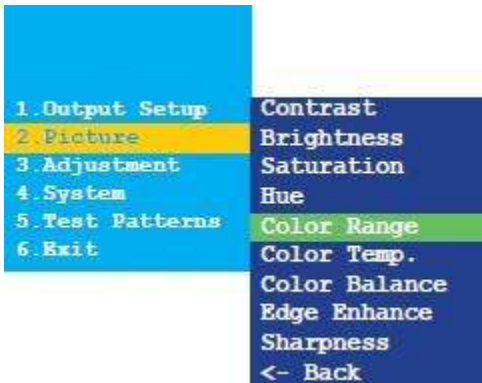 1.Output Setup
2.Picture
3.Adjustment
4.System
5.Test Patterns
6.Exit
Contrast
Brightness
Saturation
Hue
Color Range
Color Temp.
Color Balance
Edge Enhance
Sharpness
<- Back